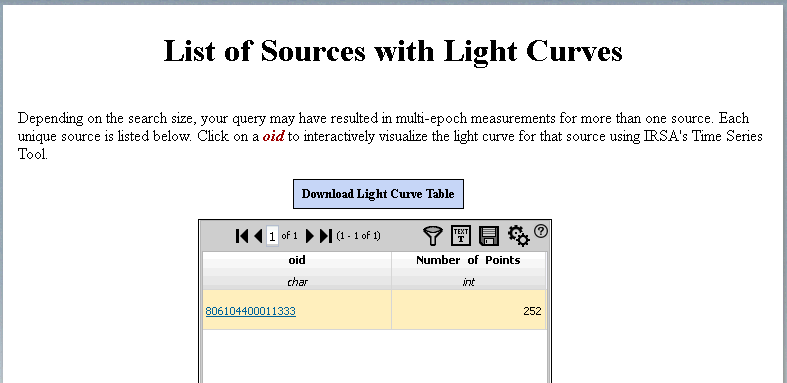 List of Sources with Light Curves
Depending on the search size, your query may have resulted in multi-epoch measurements for more than one source. Each
unique source is listed below. Click on a oid to interactively visualize the light curve for that source using IRSA's Time Series
Tool.
Download Light Curve Table
1 of 1 (1 - 1 of 1) TEXT T ?
oid Number of Points
char int
806104400011333 252